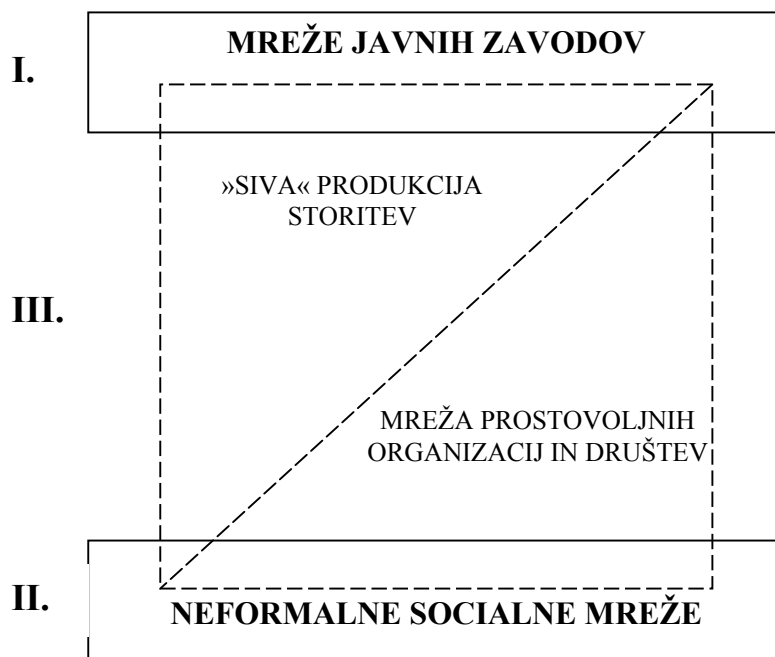 MREŽE JAVNIH ZAVODOV
I.
»SIVA« PRODUKCIJA
STORITEV
III.
MREŽA PROSTOVOLJNIH
ORGANIZACIJ IN DRUŠTEV
II.
NEFORMALNE SOCIALNE MREŽE